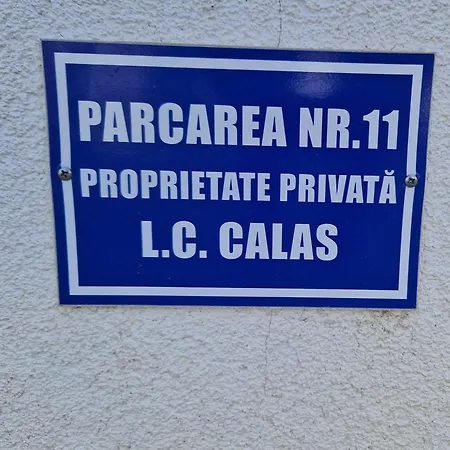 PARCAREA NR.11
PROPRIETATE PRIVATĂ
L.C. CALAS